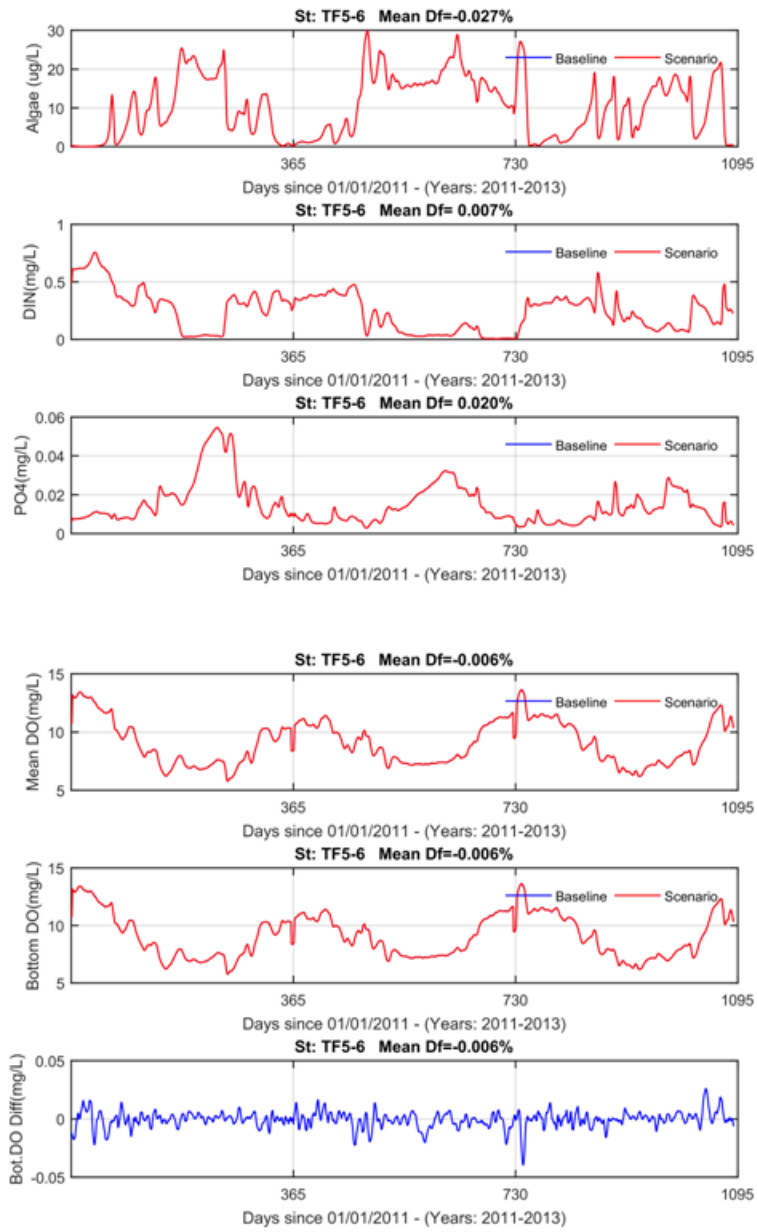 St: TF5-6 Mean Df=-0.027%
30
20
10
0
Algae (ug/L)
Baseline Scenario
365 730 1095
Days since 01/01/2011 - (Years: 2011-2013)
St: TF5-6 Mean Df= 0.007%
1
0.5
0
DIN(mg/L)
Baseline Scenario
365 730 1095
Days since 01/01/2011 - (Years: 2011-2013)
St: TF5-6 Mean Df= 0.020%
0.06
0.04
0.02
0
PO4(mg/L)
Baseline Scenario
365 730 1095
Days since 01/01/2011 - (Years: 2011-2013)
St: TF5-6 Mean Df=-0.006%
15
10
5
Mean DO(mg/L)
Baseline Scenario
365 730 1095
Days since 01/01/2011 - (Years: 2011-2013)
St: TF5-6 Mean Df=-0.006%
15
10
5
Bottom DO(mg/L)
Baseline Scenario
365 730 1095
Days since 01/01/2011 - (Years: 2011-2013)
St: TF5-6 Mean Df=-0.006%
0.05
0
-0.05
Bot.DO Diff(mg/L)
365 730 1095
Days since 01/01/2011 - (Years: 2011-2013)